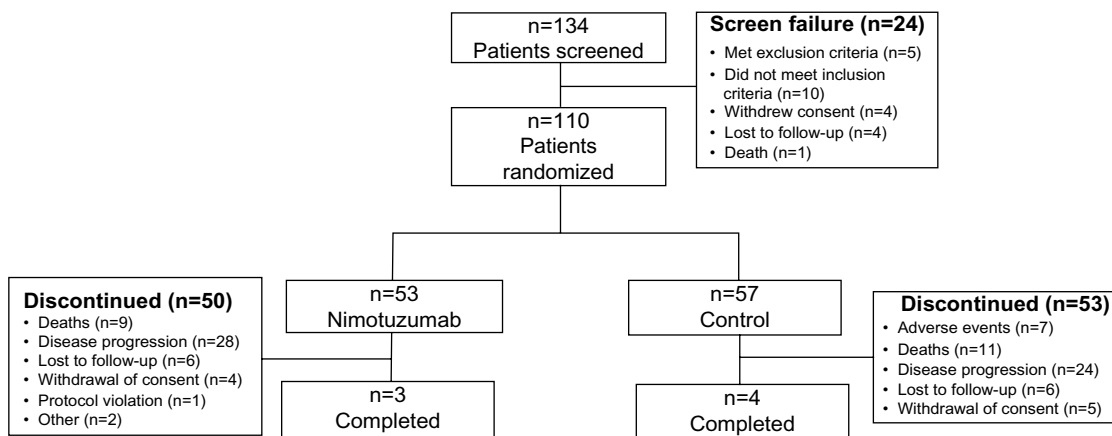 n=134
Patients screened
Screen failure (n=24)
• Met exclusion criteria (n=5)
• Did not meet inclusion
criteria (n=10)
• Withdrew consent (n=4)
• Lost to follow-up (n=4)
• Death (n=1)
n=110
Patients
randomized
n=53
Nimotuzumab
n=57
Control
Discontinued (n=50)
• Deaths (n=9)
• Disease progression (n=28)
• Lost to follow-up (n=6)
• Withdrawal of consent (n=4)
• Protocol violation (n=1)
• Other (n=2)
Discontinued (n=53)
• Adverse events (n=7)
• Deaths (n=11)
• Disease progression (n=24)
• Lost to follow-up (n=6)
• Withdrawal of consent (n=5)
n=3
Completed
n=4
Completed